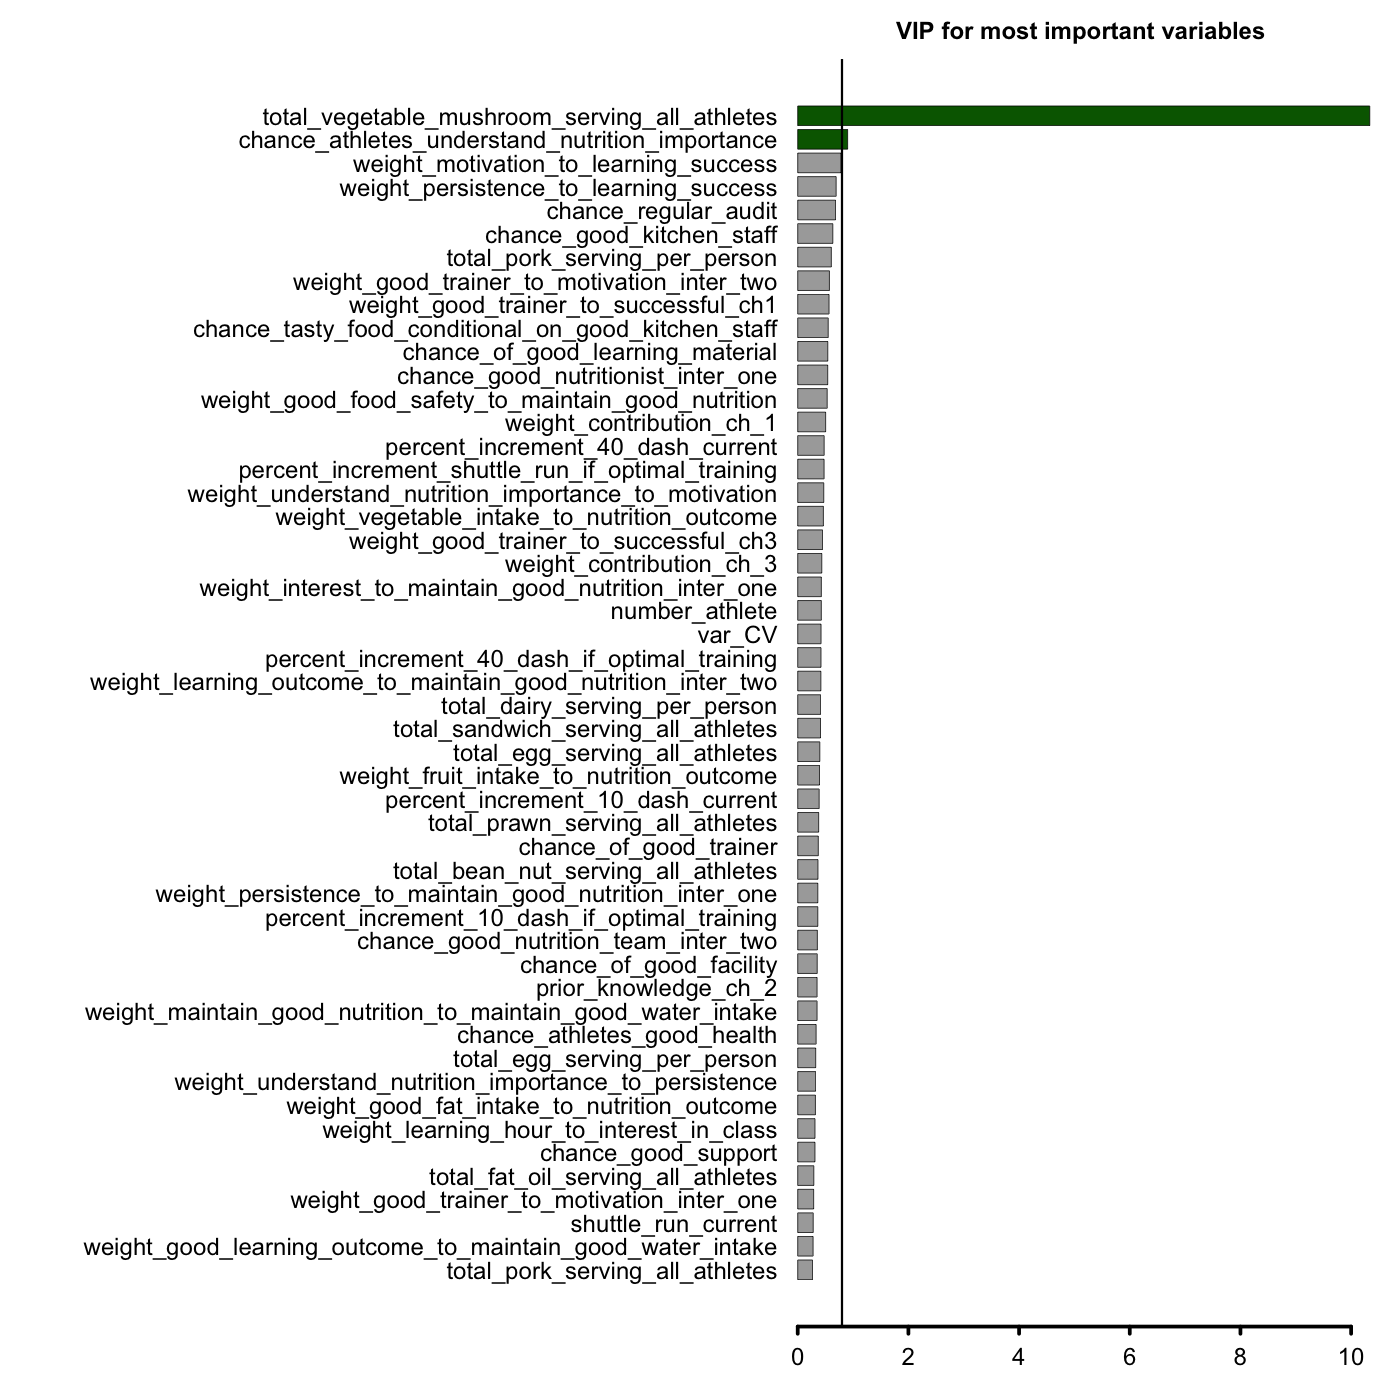 VIP for most important variables
total_vegetable_mushroom_serving_all_athletes
chance_athletes_understand_nutrition_importance
weight_motivation_to_learning_success
weight_persistence_to_learning_success
chance_regular_audit
chance_good_kitchen_staff
total_pork_serving_per_person
weight_good_trainer_to_motivation_inter_two
weight_good_trainer_to_successful_ch1
chance_tasty_food_conditional_on_good_kitchen_staff
chance_of_good_learning_material
chance_good_nutritionist_inter_one
weight_good_food_safety_to_maintain_good_nutrition
weight_contribution_ch_1
percent_increment_40_dash_current
percent_increment_shuttle_run_if_optimal_training
weight_understand_nutrition_importance_to_motivation
weight_vegetable_intake_to_nutrition_outcome
weight_good_trainer_to_successful_ch3
weight_contribution_ch_3
weight_interest_to_maintain_good_nutrition_inter_one
number_athlete
var_CV
percent_increment_40_dash_if_optimal_training
weight_learning_outcome_to_maintain_good_nutrition_inter_two
total_dairy_serving_per_person
total_sandwich_serving_all_athletes
total_egg_serving_all_athletes
weight_fruit_intake_to_nutrition_outcome
percent_increment_10_dash_current
total_prawn_serving_all_athletes
chance_of_good_trainer
total_bean_nut_serving_all_athletes
weight_persistence_to_maintain_good_nutrition_inter_one
percent_increment_10_dash_if_optimal_training
chance_good_nutrition_team_inter_two
chance_of_good_facility
prior_knowledge_ch_2
weight_maintain_good_nutrition_to_maintain_good_water_intake
chance_athletes_good_health
total_egg_serving_per_person
weight_understand_nutrition_importance_to_persistence
weight_good_fat_intake_to_nutrition_outcome
weight_learning_hour_to_interest_in_class
chance_good_support
total_fat_oil_serving_all_athletes
weight_good_trainer_to_motivation_inter_one
shuttle_run_current
weight_good_learning_outcome_to_maintain_good_water_intake
total_pork_serving_all_athletes
0 2 4 6 8 10